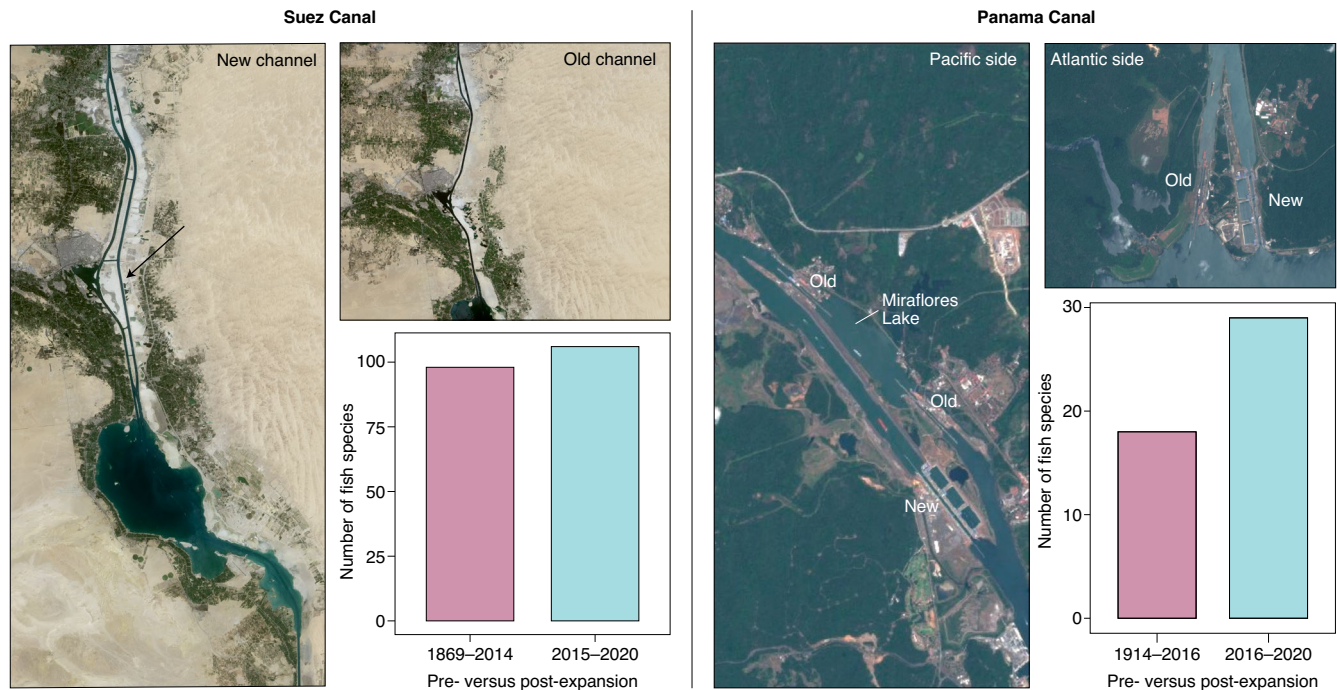 Suez Canal
New channel
Old channel
Number of fish species
100
75
50
25
0
1869–2014
2015–2020
Pre- versus post-expansion
Panama Canal
Pacific side
Old
Miraflores
Lake
Old
New
Atlantic side
Old
New
Number of fish species
30
20
10
0
1914–2016
2016–2020
Pre- versus post-expansion